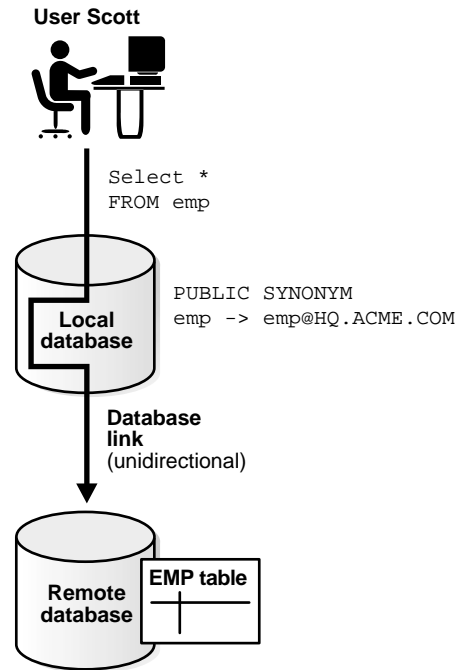 User Scott
Select *
FROM emp
PUBLIC SYNONYM
emp -> emp@HQ.ACME.COM
Local
database
Database
link
(unidirectional)
EMP table
Remote
database